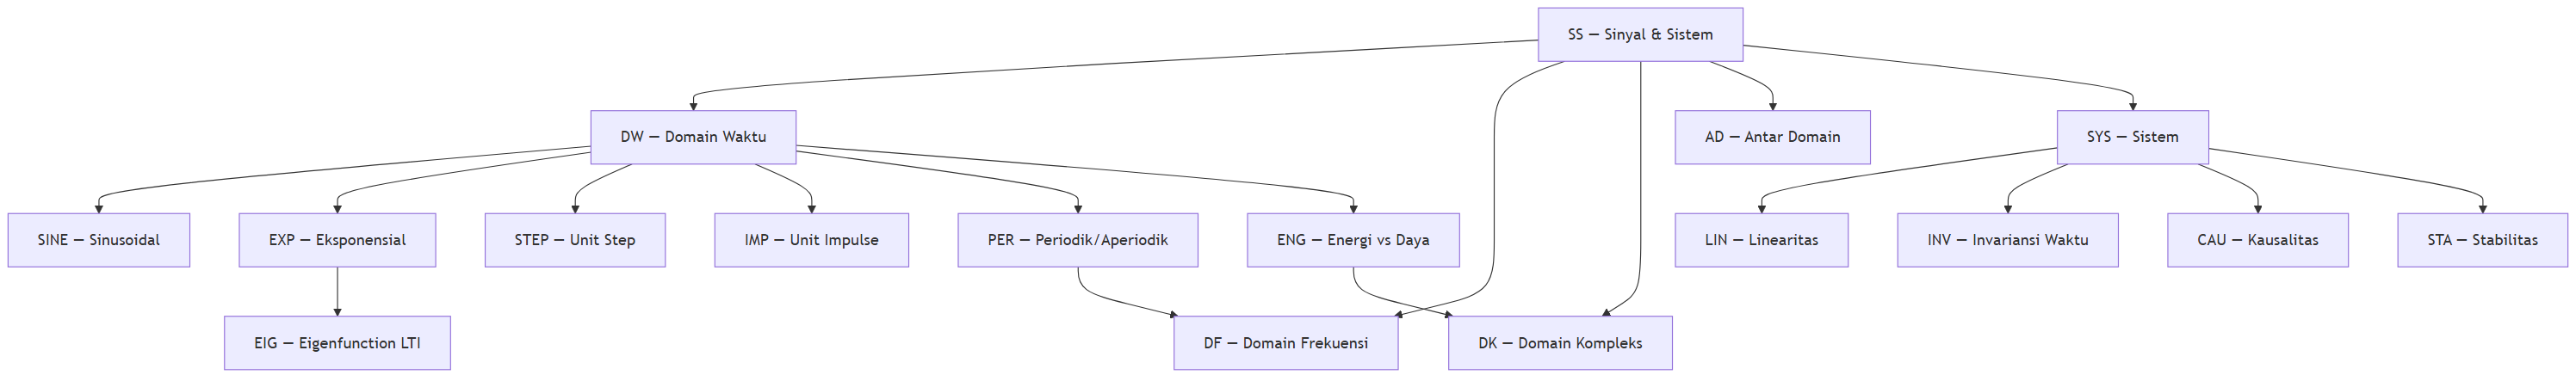 SS — Sinyal & Sistem
DW — Domain Waktu
AD — Antar Domain
SYS — Sistem
SINE — Sinusoidal
EXP — Eksponensial
STEP — Unit Step
IMP — Unit Impulse
PER — Periodik/Aperiodik
ENG — Energi vs Daya
LIN — Linearitas
INV — Invariansi Waktu
CAU — Kausalitas
STA — Stabilitas
EIG — Eigenfunction LTI
DF — Domain Frekuensi
DK — Domain Kompleks